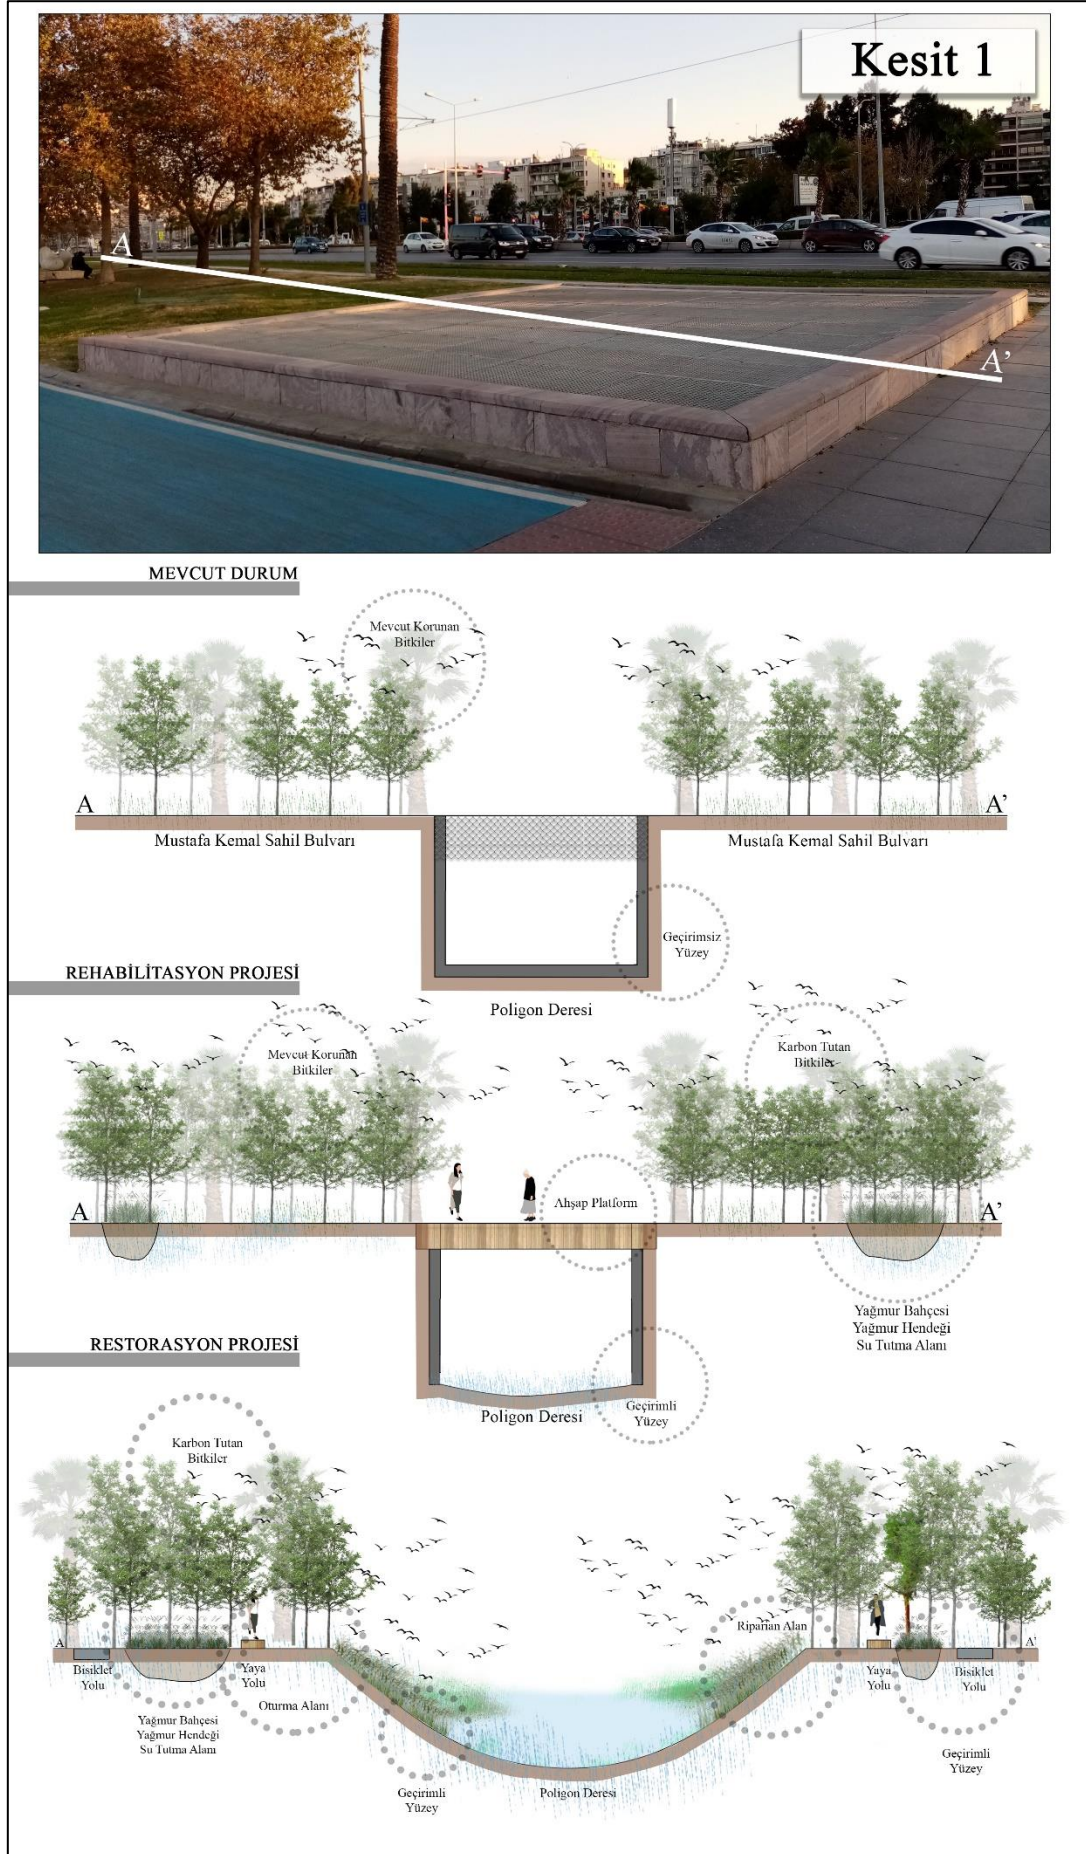 Kesit 1
A
A’
MEVCUT DURUM
Mevcut Korunan
Bitkiler
A
A’
Mustafa Kemal Sahil Bulvarı
Mustafa Kemal Sahil Bulvarı
Geçirimsiz
Yüzey
Poligon Deresi
REHABİLİTASYON PROJESİ
Mevcut Korunan
Bitkiler
Karbon Tutan
Bitkiler
Ahşap Platform
A
A’
Yağmur Bahçesi
Yağmur Hendeği
Su Tutma Alanı
Geçirimli
Yüzey
Poligon Deresi
RESTORASYON PROJESİ
Karbon Tutan
Bitkiler
Riparian Alan
A
A’
Bisiklet
Yolu
Yaya
Yolu
Yaya
Yolu
Bisiklet
Yolu
Oturma Alanı
Yağmur Bahçesi
Yağmur Hendeği
Su Tutma Alanı
Geçirimli
Yüzey
Poligon Deresi
Geçirimli
Yüzey